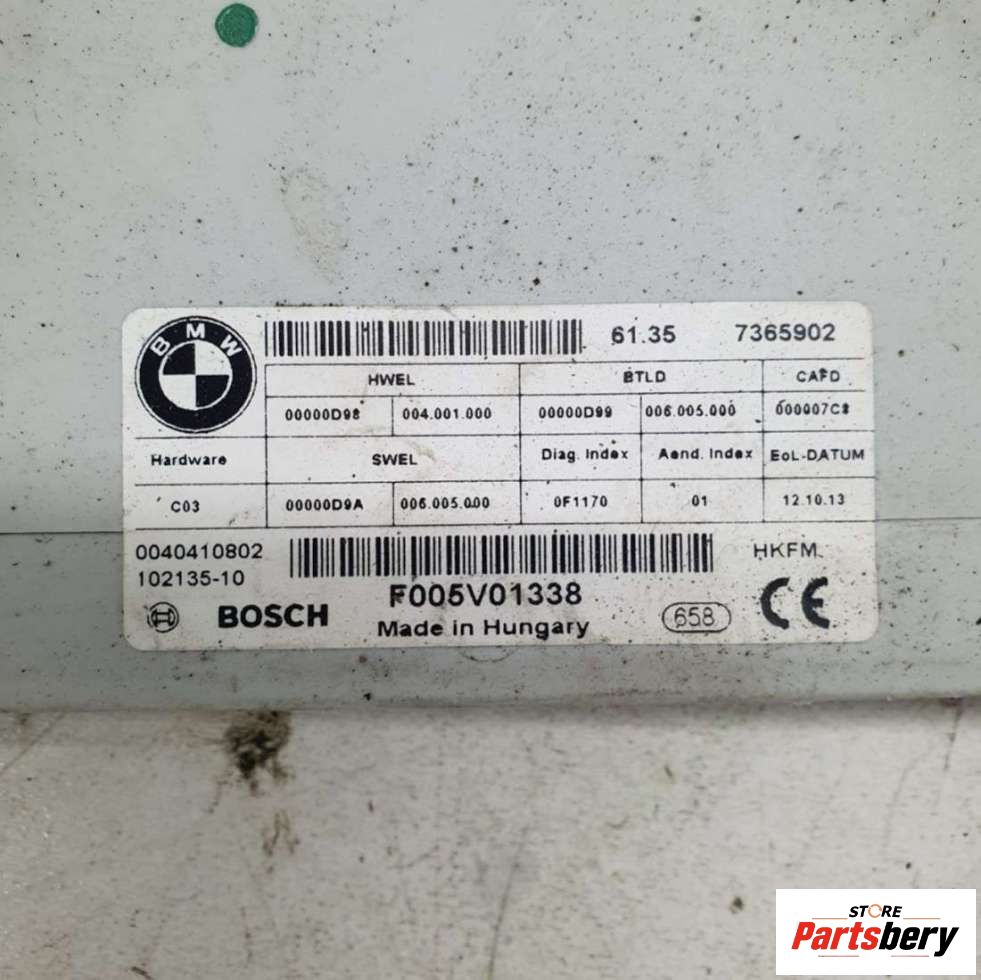 BMW 61.35 7365902
HWEL BTLD CAFD
00000D98 004.001.000 00000D99 006.005.000
Hardware SWEL Diag. Index Aend. Index EoL-DATUM
C03 00000D9A 006.005.000 0F1170 01 12.10.13
0040410802 HKFM
102135-10
BOSCH F005V01338 658 CE
Made in Hungary
STORE
Partsbery